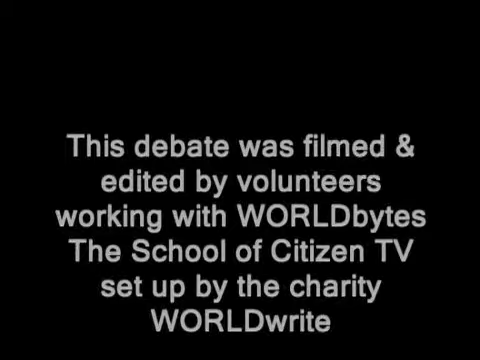 This debate was filmed &
edited by volunteers
working with WORLDbytes
The School of Citizen TV
set up by the charity
WORLDwrite